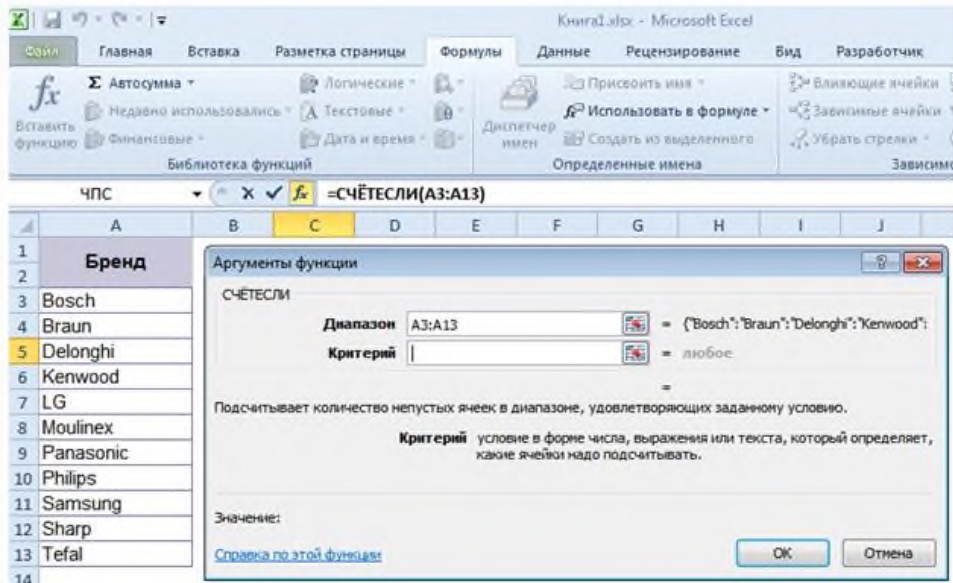 Книга1.xlsx - Microsoft Excel
Файл Главная Вставка Разметка страницы Формулы Данные Рецензирование Вид Разработчик
fx Вставить функцию
Σ Автосумма
Недавно использовались
Финансовые
Логические
Текстовые
Дата и время
Библиотека функций
Диспетчер имен
Присвоить имя
Использовать в формуле
Создать из выделенного
Определенные имена
Влияющие ячейки
Зависимые ячейки
Убрать стрелки
Зависимо
ЧПС fx =СЧЁТЕСЛИ(A3:A13)
A B C D E F G H I J
1
2 Бренд
3 Bosch
4 Braun
5 Delonghi
6 Kenwood
7 LG
8 Moulinex
9 Panasonic
10 Philips
11 Samsung
12 Sharp
13 Tefal
14
Аргументы функции
СЧЁТЕСЛИ
Диапазон A3:A13 = {"Bosch":"Braun":"Delonghi":"Kenwood":
Критерий = любое
=
Подсчитывает количество непустых ячеек в диапазоне, удовлетворяющих заданному условию.
Критерий условие в форме числа, выражения или текста, который определяет,
какие ячейки надо подсчитывать.
Значение:
Справка по этой функции
ОК Отмена